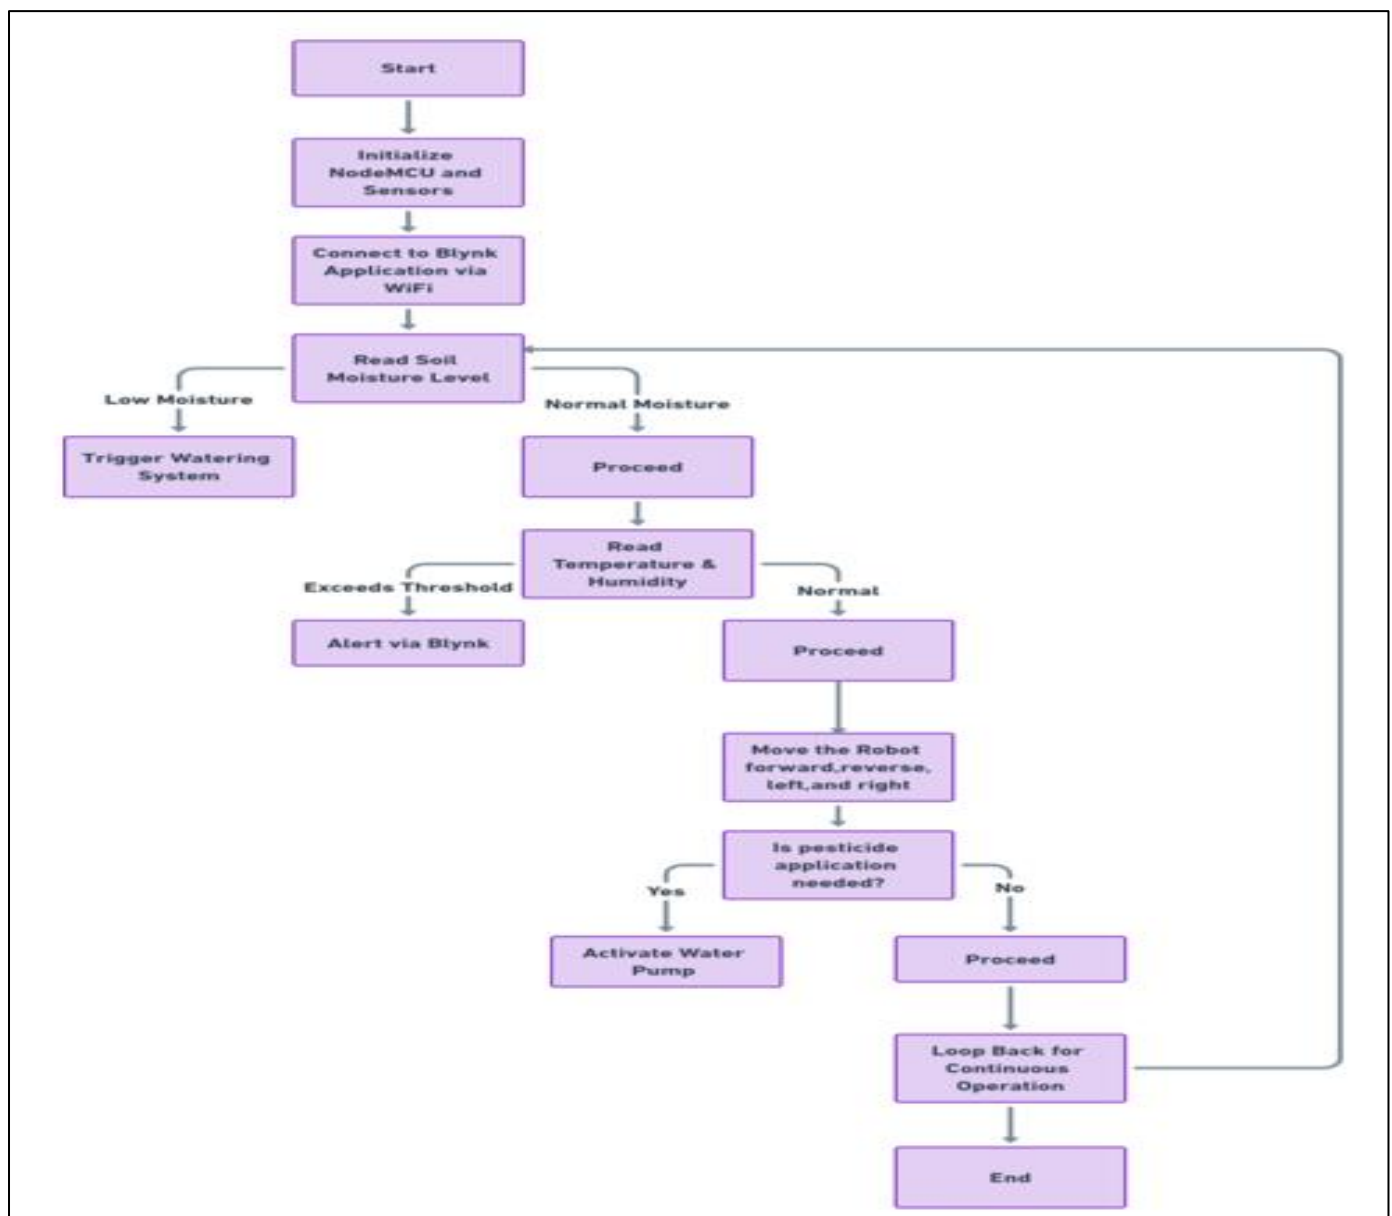 Start
Initialize
NodeMCU and
Sensors
Connect to Blynk
Application via
WiFi
Read Soil
Moisture Level
Low Moisture
Normal Moisture
Trigger Watering
System
Proceed
Read
Temperature &
Humidity
Exceeds Threshold
Normal
Alert via Blynk
Proceed
Move the Robot
forward,reverse,
left,and right
Is pesticide
application
needed?
Yes
No
Activate Water
Pump
Proceed
Loop Back for
Continuous
Operation
End